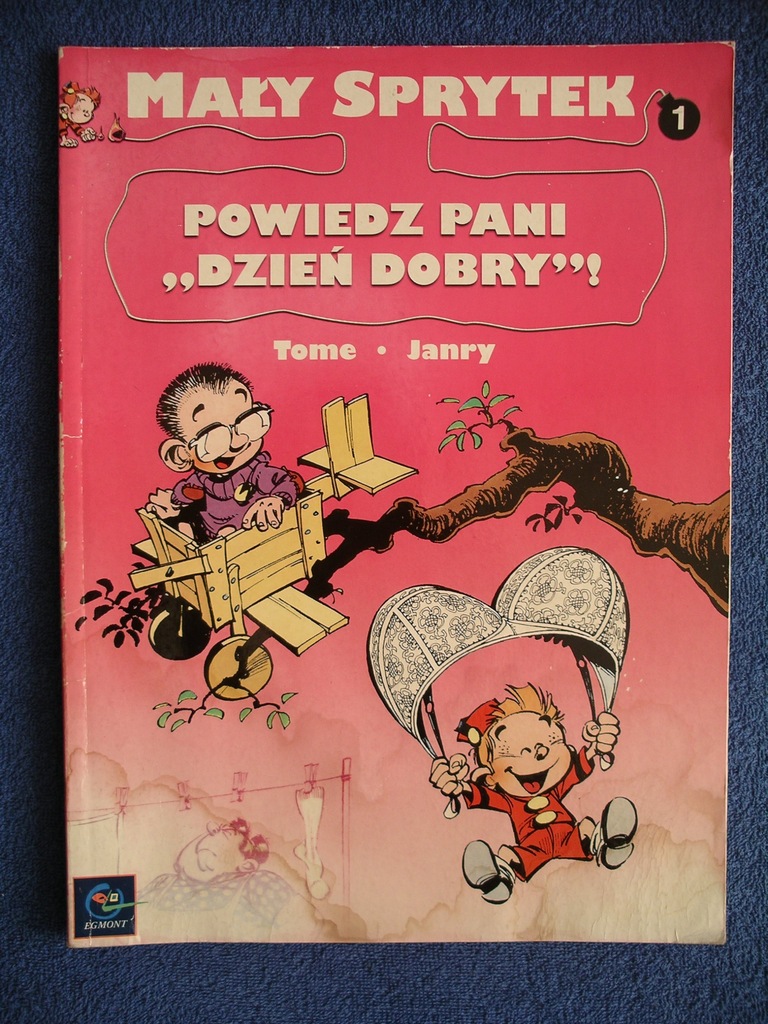 MAŁY SPRYTEK
1
POWIEDZ PANI
„DZIEŃ DOBRY”!
Tome • Janry
EGMONT